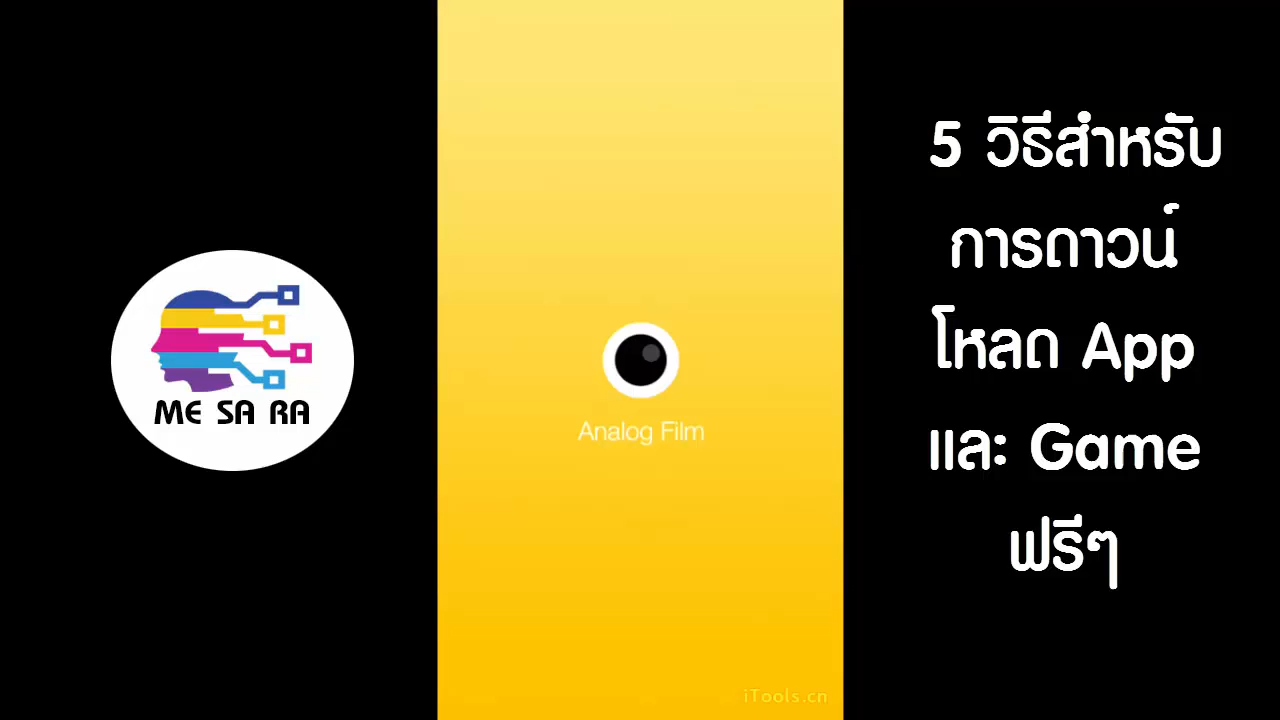 ME SA RA
Analog Film
iTools.cn
5 วิธีสำหรับ
การดาวน์
โหลด App
และ Game
ฟรีๆ